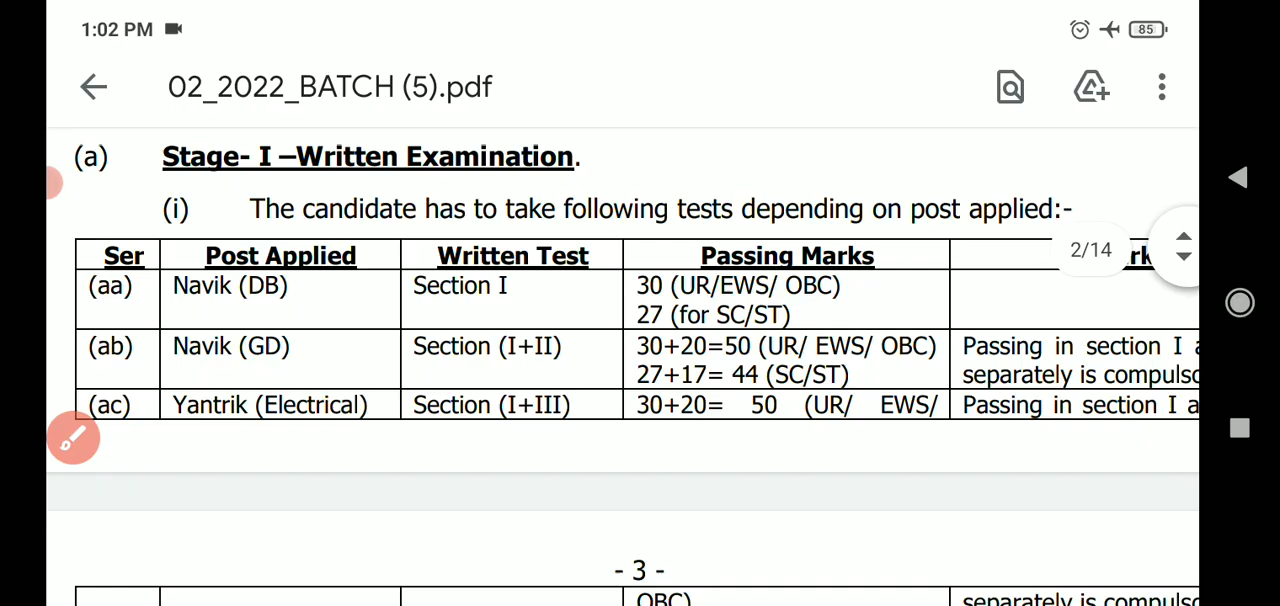 1:02 PM
85
02_2022_BATCH (5).pdf
(a) Stage- I –Written Examination.
(i) The candidate has to take following tests depending on post applied:-
Ser Post Applied Written Test Passing Marks
2/14
(aa) Navik (DB) Section I 30 (UR/EWS/ OBC)
27 (for SC/ST)
(ab) Navik (GD) Section (I+II) 30+20=50 (UR/ EWS/ OBC) Passing in section I
27+17= 44 (SC/ST) separately is
(ac) Yantrik (Electrical) Section (I+III) 30+20= 50 (UR/ EWS/ Passing in section I
- 3 -
OBC) separately is